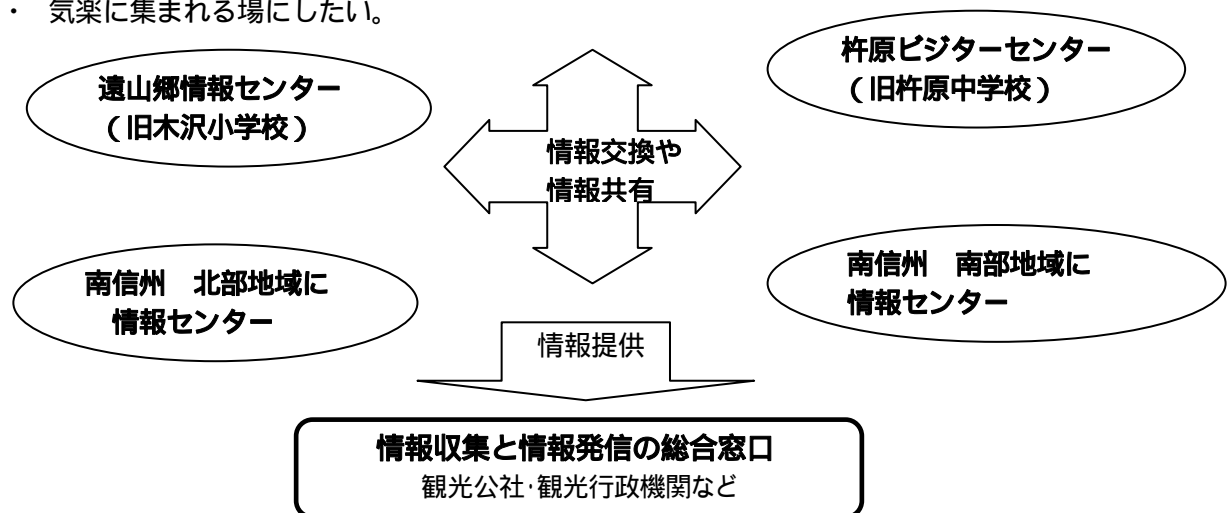 ・ 気楽に集まれる場にしたい。
遠山郷情報センター
（旧木沢小学校）
杵原ビジターセンター
（旧杵原中学校）
情報交換や
情報共有
南信州 北部地域に
情報センター
南信州 南部地域に
情報センター
情報提供
情報収集と情報発信の総合窓口
観光公社・観光行政機関など